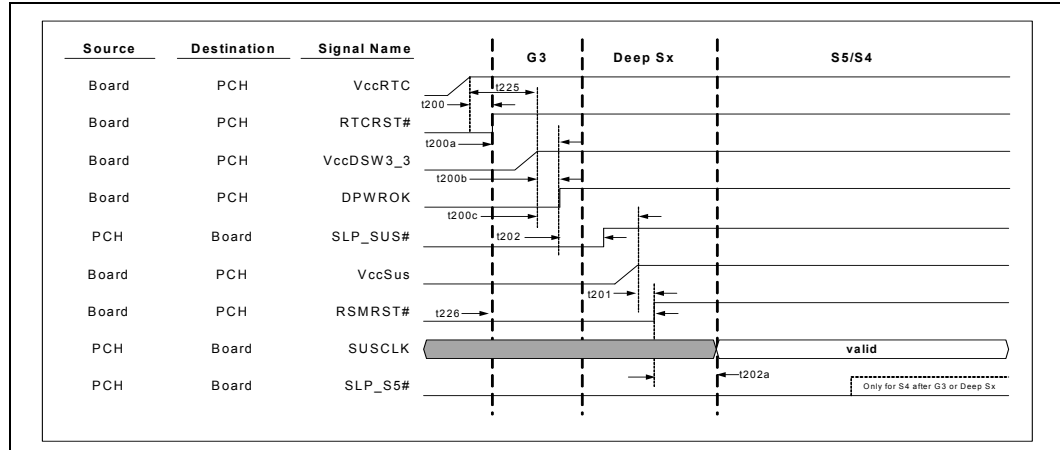 Source Destination Signal Name G3 Deep Sx S5/S4
Board PCH VccRTC t225
t200
Board PCH RTCRST#
t200a
Board PCH VccDSW3_3
t200b
Board PCH DPWROK
t200c
PCH Board SLP_SUS# t202
Board PCH VccSus
t201
Board PCH RSMRST# t226
PCH Board SUSCLK valid
t202a
PCH Board SLP_S5# Only for S4 after G3 or Deep Sx